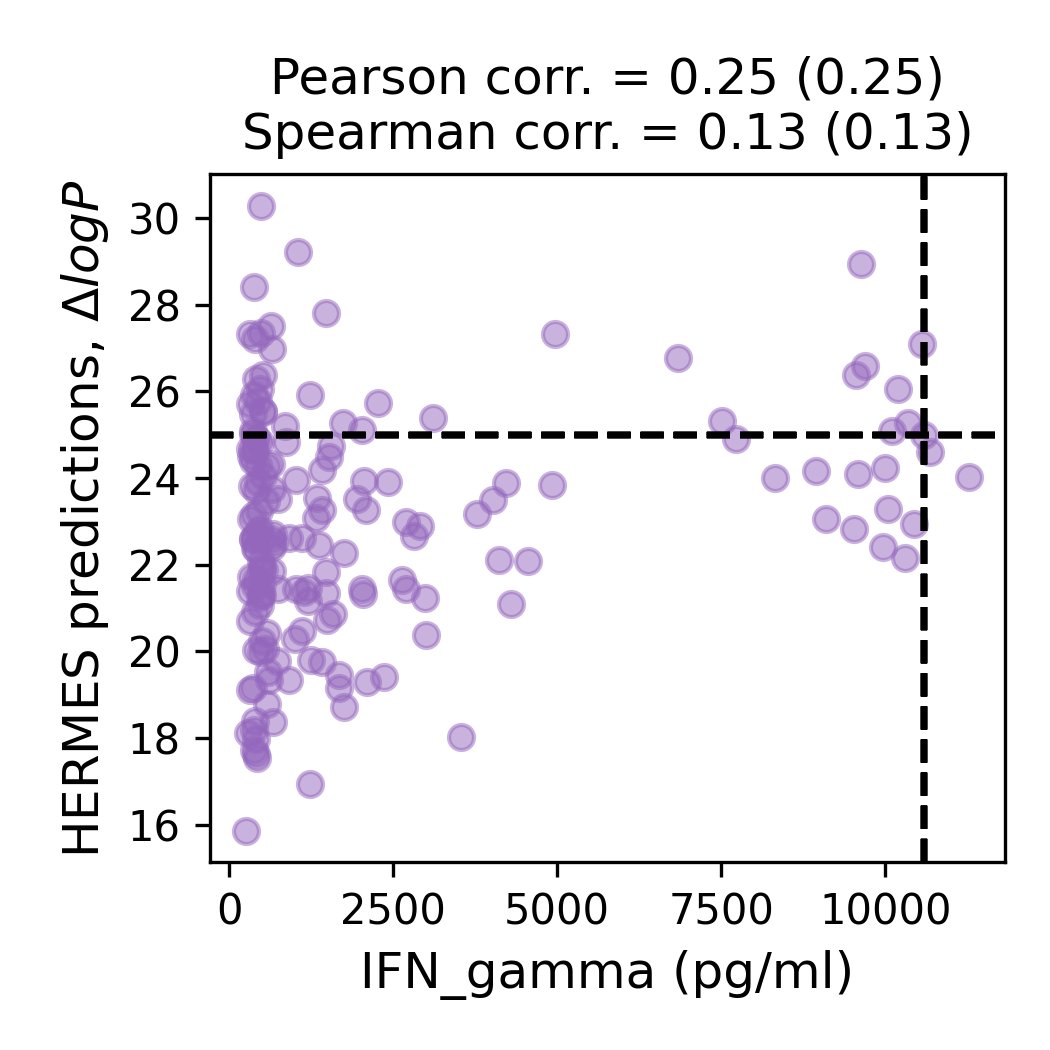 Pearson corr. = 0.25 (0.25)
Spearman corr. = 0.13 (0.13)
HERMES predictions, ΔlogP
30
28
26
24
22
20
18
16
0 2500 5000 7500 10000
IFN_gamma (pg/ml)